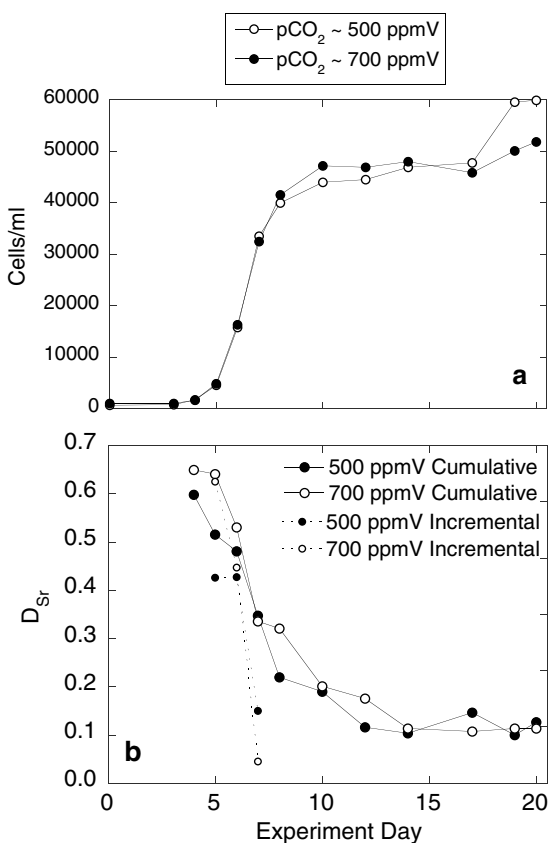 pCO₂ ~ 500 ppmV
pCO₂ ~ 700 ppmV
60000
50000
40000
30000
20000
10000
0
Cells/ml
a
0.7
0.6
0.5
0.4
0.3
0.2
0.1
0.0
D_Sr
500 ppmV Cumulative
700 ppmV Cumulative
500 ppmV Incremental
700 ppmV Incremental
b
0 5 10 15 20
Experiment Day